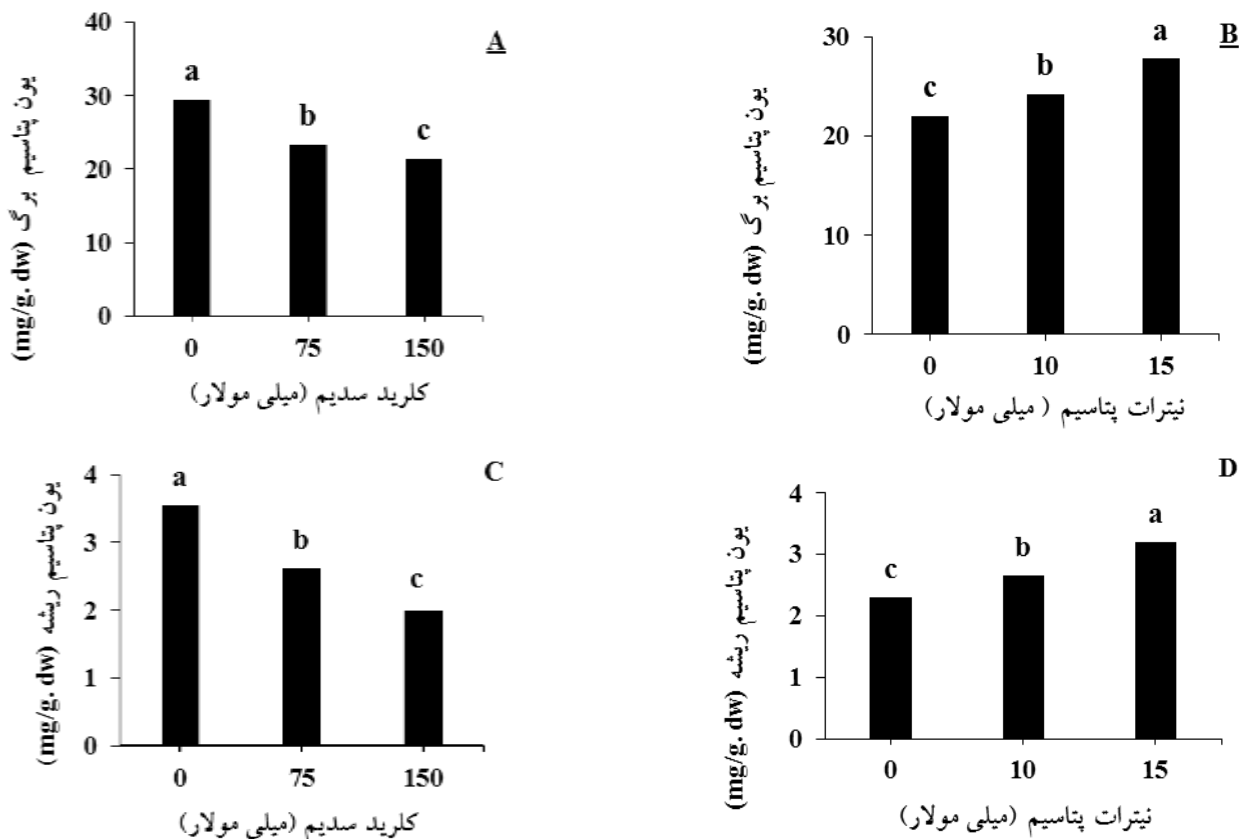 A
40
30
20
10
0
a
b
c
0 75 150
یون پتاسیم برگ (mg/g. dw)
کلرید سدیم (میلی مولار)
B
30
20
10
0
c
b
a
0 10 15
یون پتاسیم برگ (mg/g. dw)
نیترات پتاسیم ( میلی مولار)
C
4
3
2
1
0
a
b
c
0 75 150
یون پتاسیم ریشه (mg/g. dw)
کلرید سدیم (میلی مولار)
D
4
3
2
1
0
c
b
a
0 10 15
یون پتاسیم ریشه (mg/g. dw)
نیترات پتاسیم (میلی مولار)